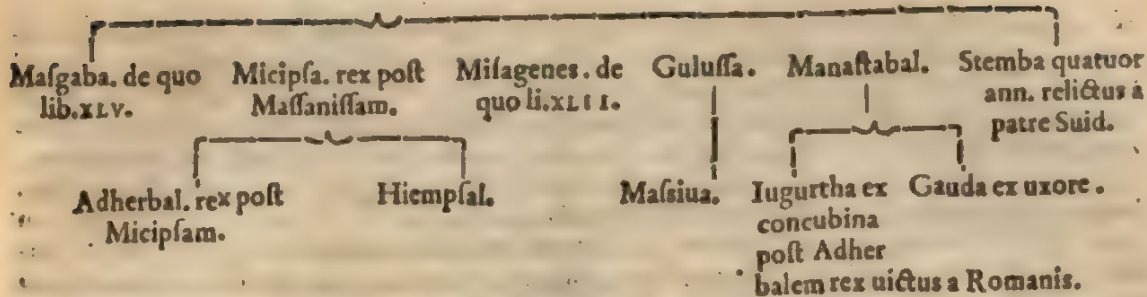 Maſgaba. de quo
lib.XLV.
Micipſa. rex poſt
Maſſaniſſam.
Miſagenes. de
quo li.XLII.
Guluſſa.
Manaſtabal.
Stemba quatuor
ann. relictus à
patre Suid.
Adherbal. rex poſt
Micipſam.
Hiempſal.
Maſsiua.
Iugurtha ex
concubina
poſt Adher
balem rex uictus a Romanis.
Gauda ex uxore.